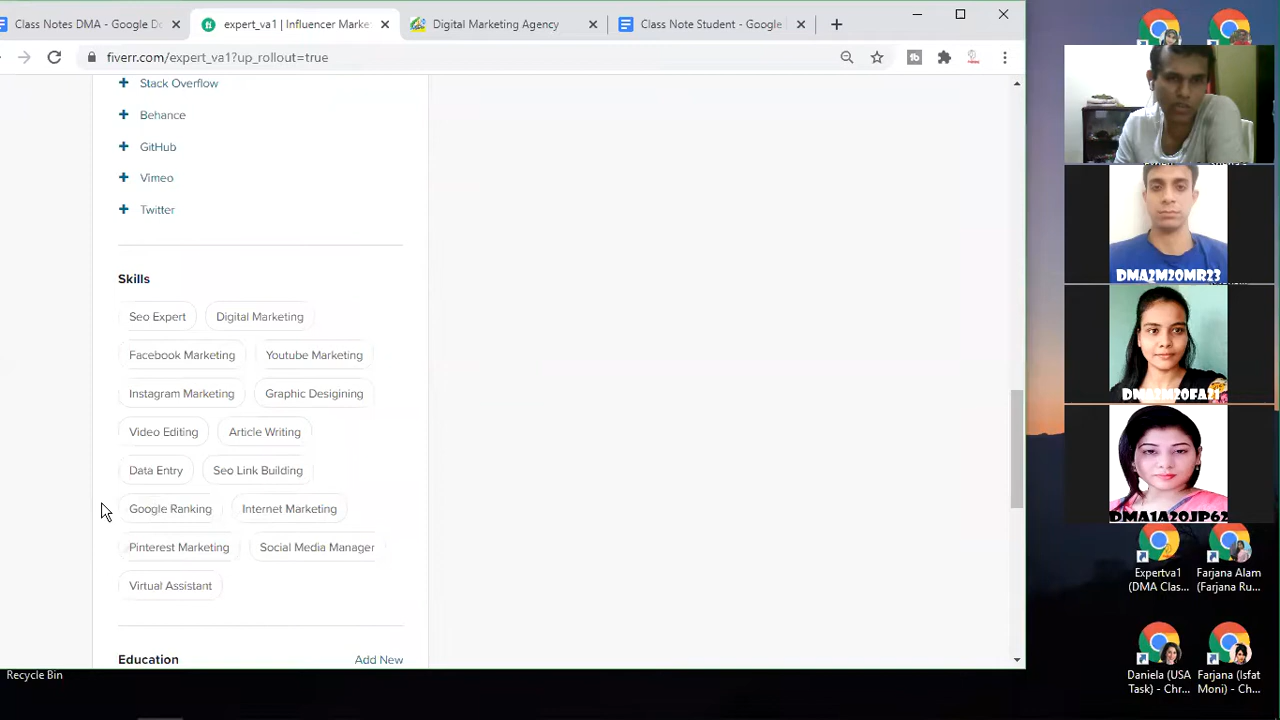 Class Notes DMA - Google Do
expert_va1 | Influencer Marke
Digital Marketing Agency
Class Note Student - Google
fiverr.com/expert_va1?up_rollout=true
Stack Overflow
Behance
GitHub
Vimeo
Twitter
Skills
Seo Expert Digital Marketing
Facebook Marketing Youtube Marketing
Instagram Marketing Graphic Desigining
Video Editing Article Writing
Data Entry Seo Link Building
Google Ranking Internet Marketing
Pinterest Marketing Social Media Manager
Virtual Assistant
Education Add New
Recycle Bin
DMA2M20MR23
DMA2M20FA21
DMA1A20JP62
Expertva1
(DMA Clas...
Farjana Alam
(Farjana Ru...
Daniela (USA
Task) - Chr...
Farjana (Isfat
Moni) - Ch...